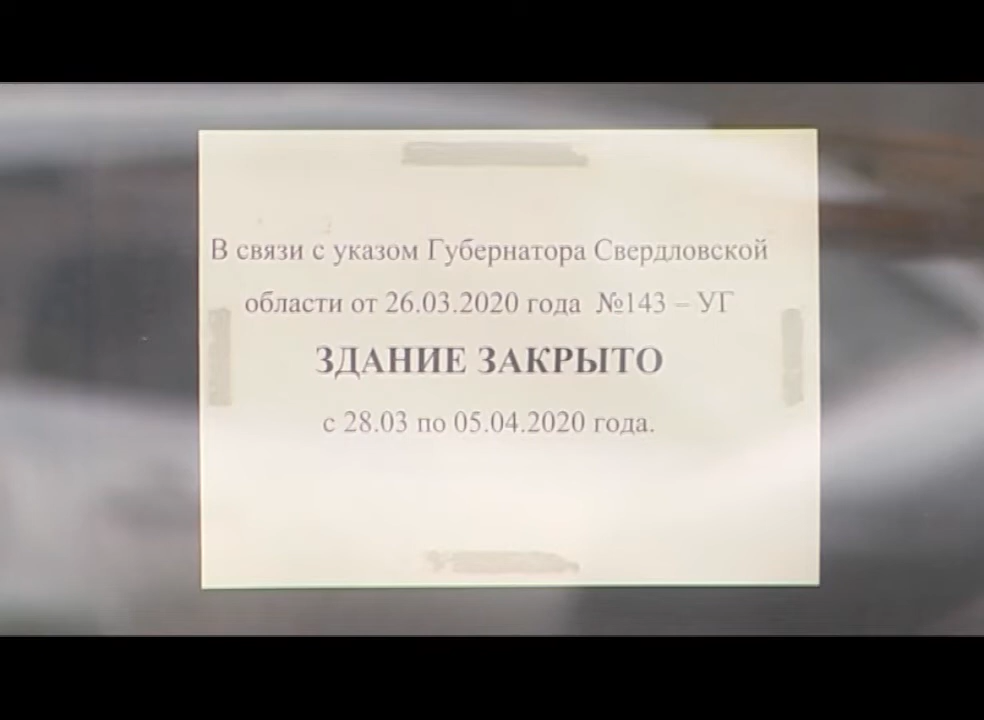 В связи с указом Губернатора Свердловской
области от 26.03.2020 года №143 – УГ
ЗДАНИЕ ЗАКРЫТО
с 28.03 по 05.04.2020 года.